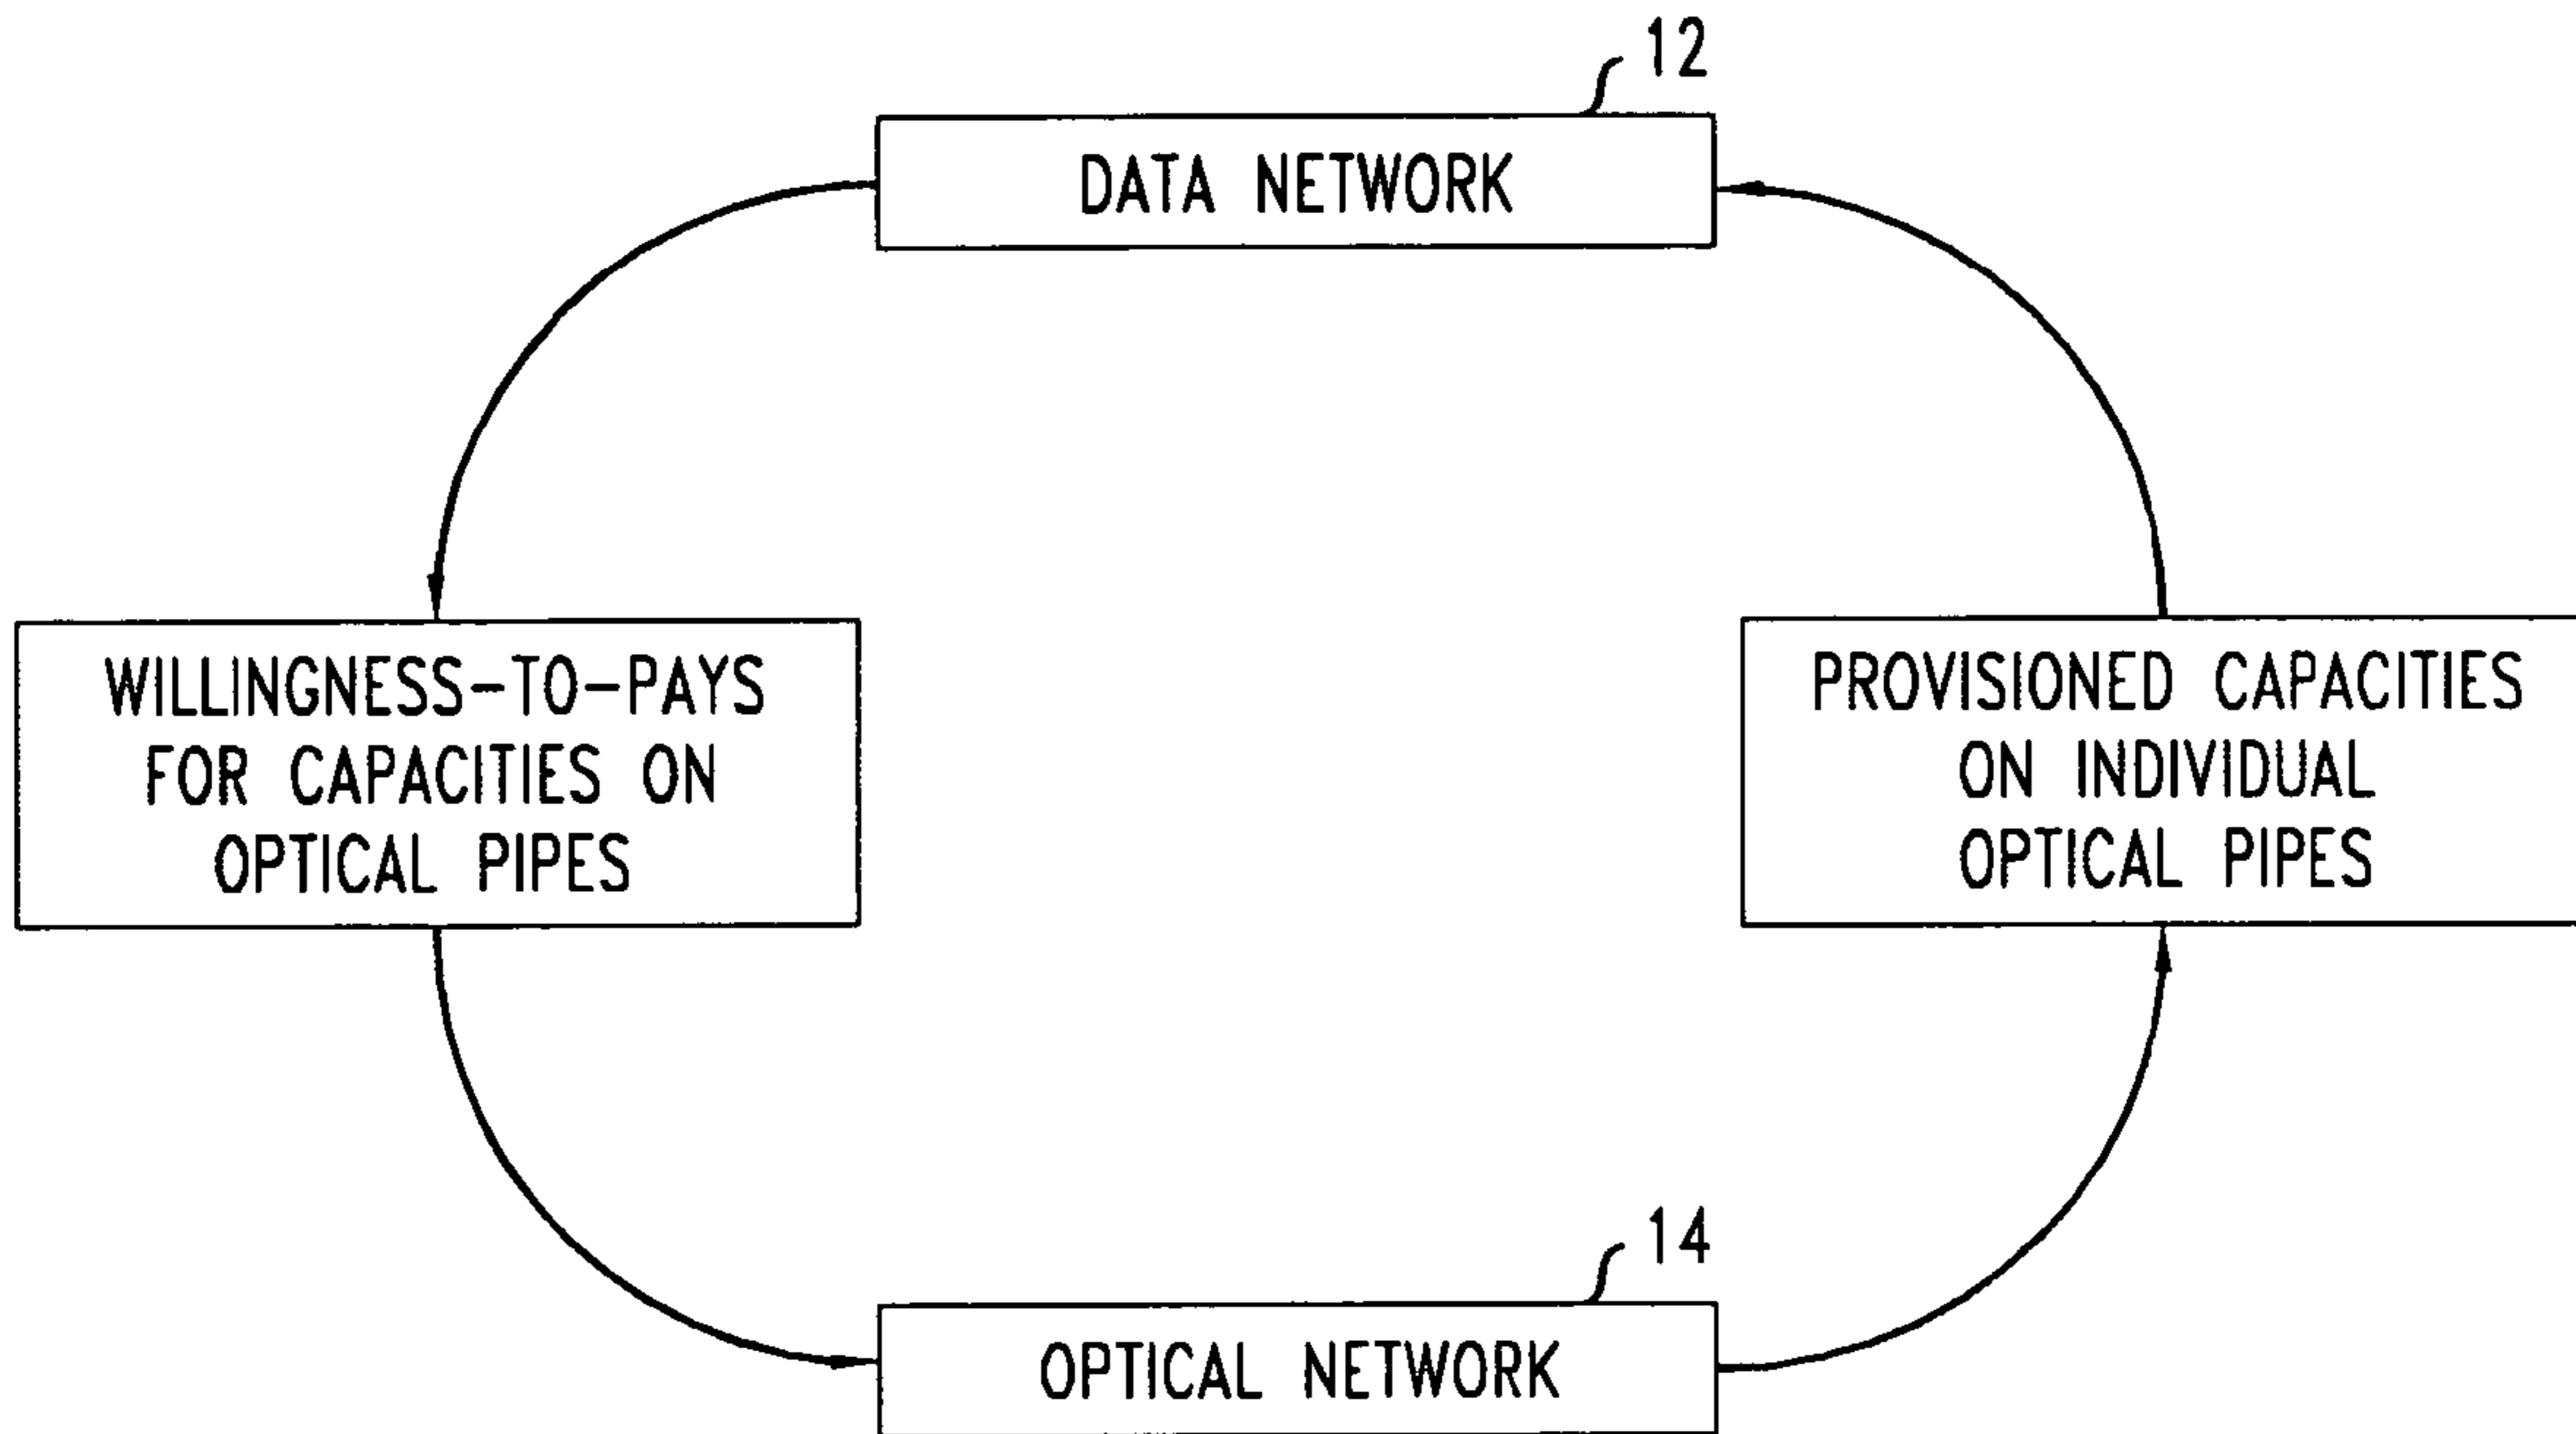 12
DATA NETWORK
WILLINGNESS-TO-PAYS
FOR CAPACITIES ON
OPTICAL PIPES
PROVISIONED CAPACITIES
ON INDIVIDUAL
OPTICAL PIPES
14
OPTICAL NETWORK